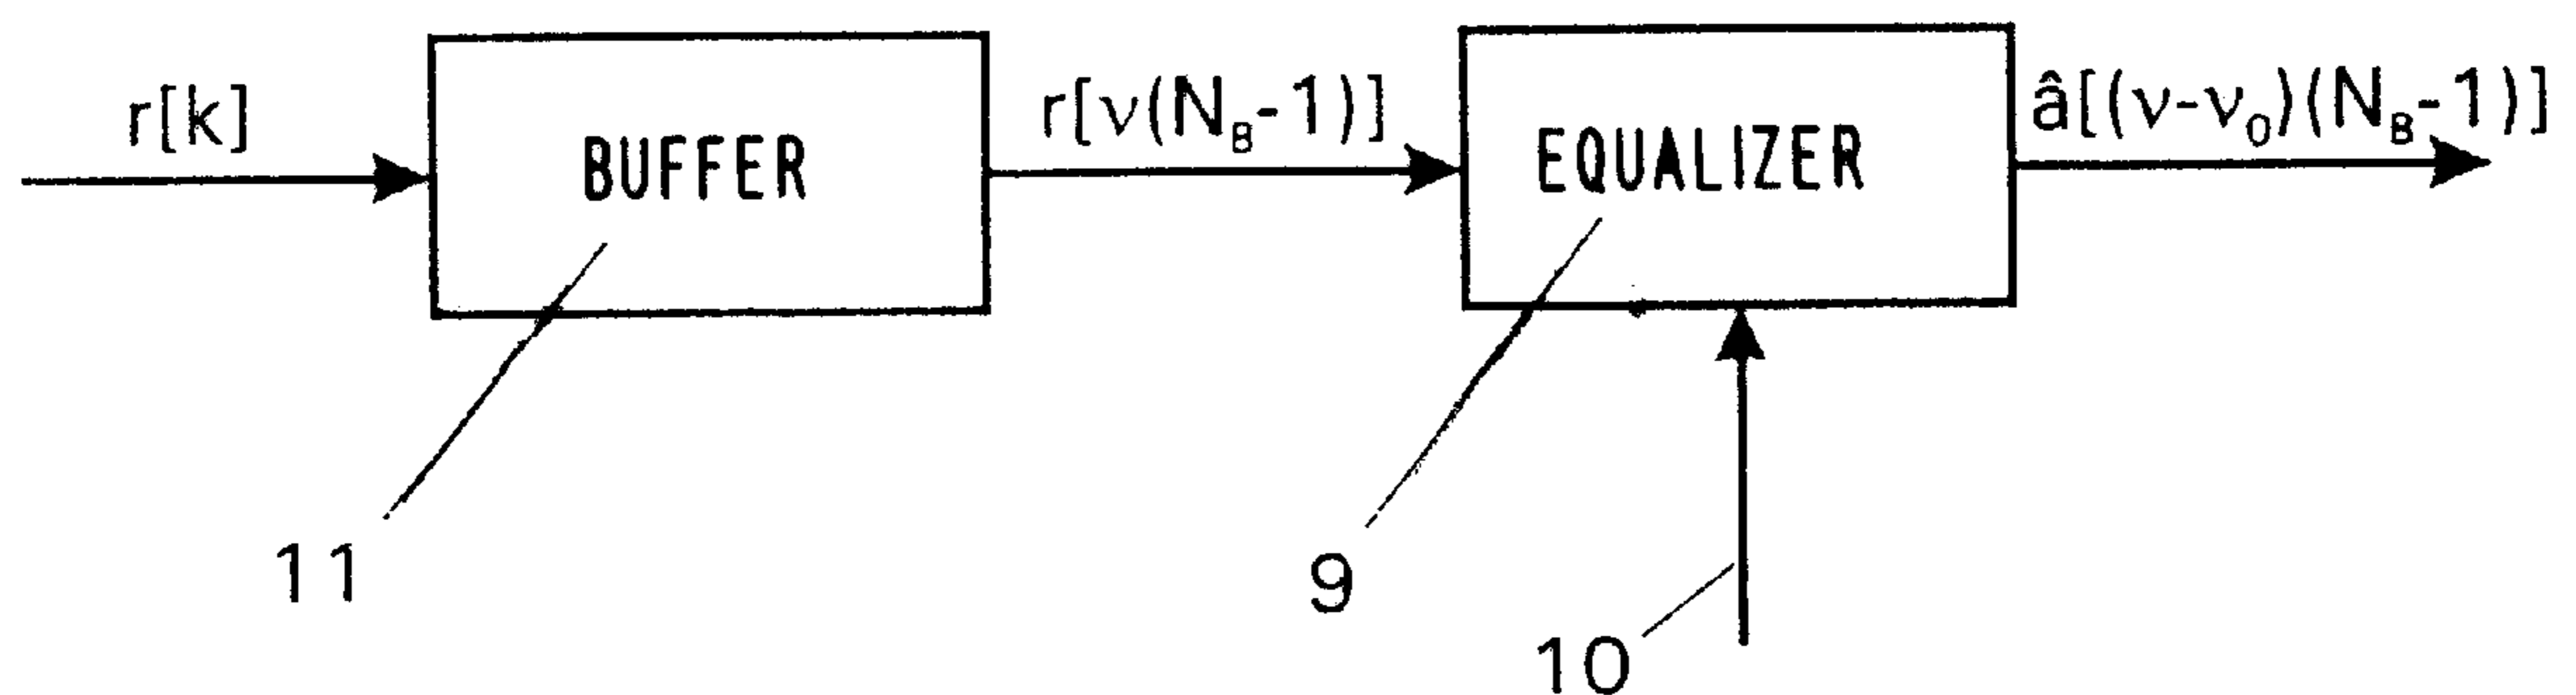 r[k]
BUFFER
r[ν(N_B-1)]
EQUALIZER
â[(ν-ν_0)(N_B-1)]
11
9
10